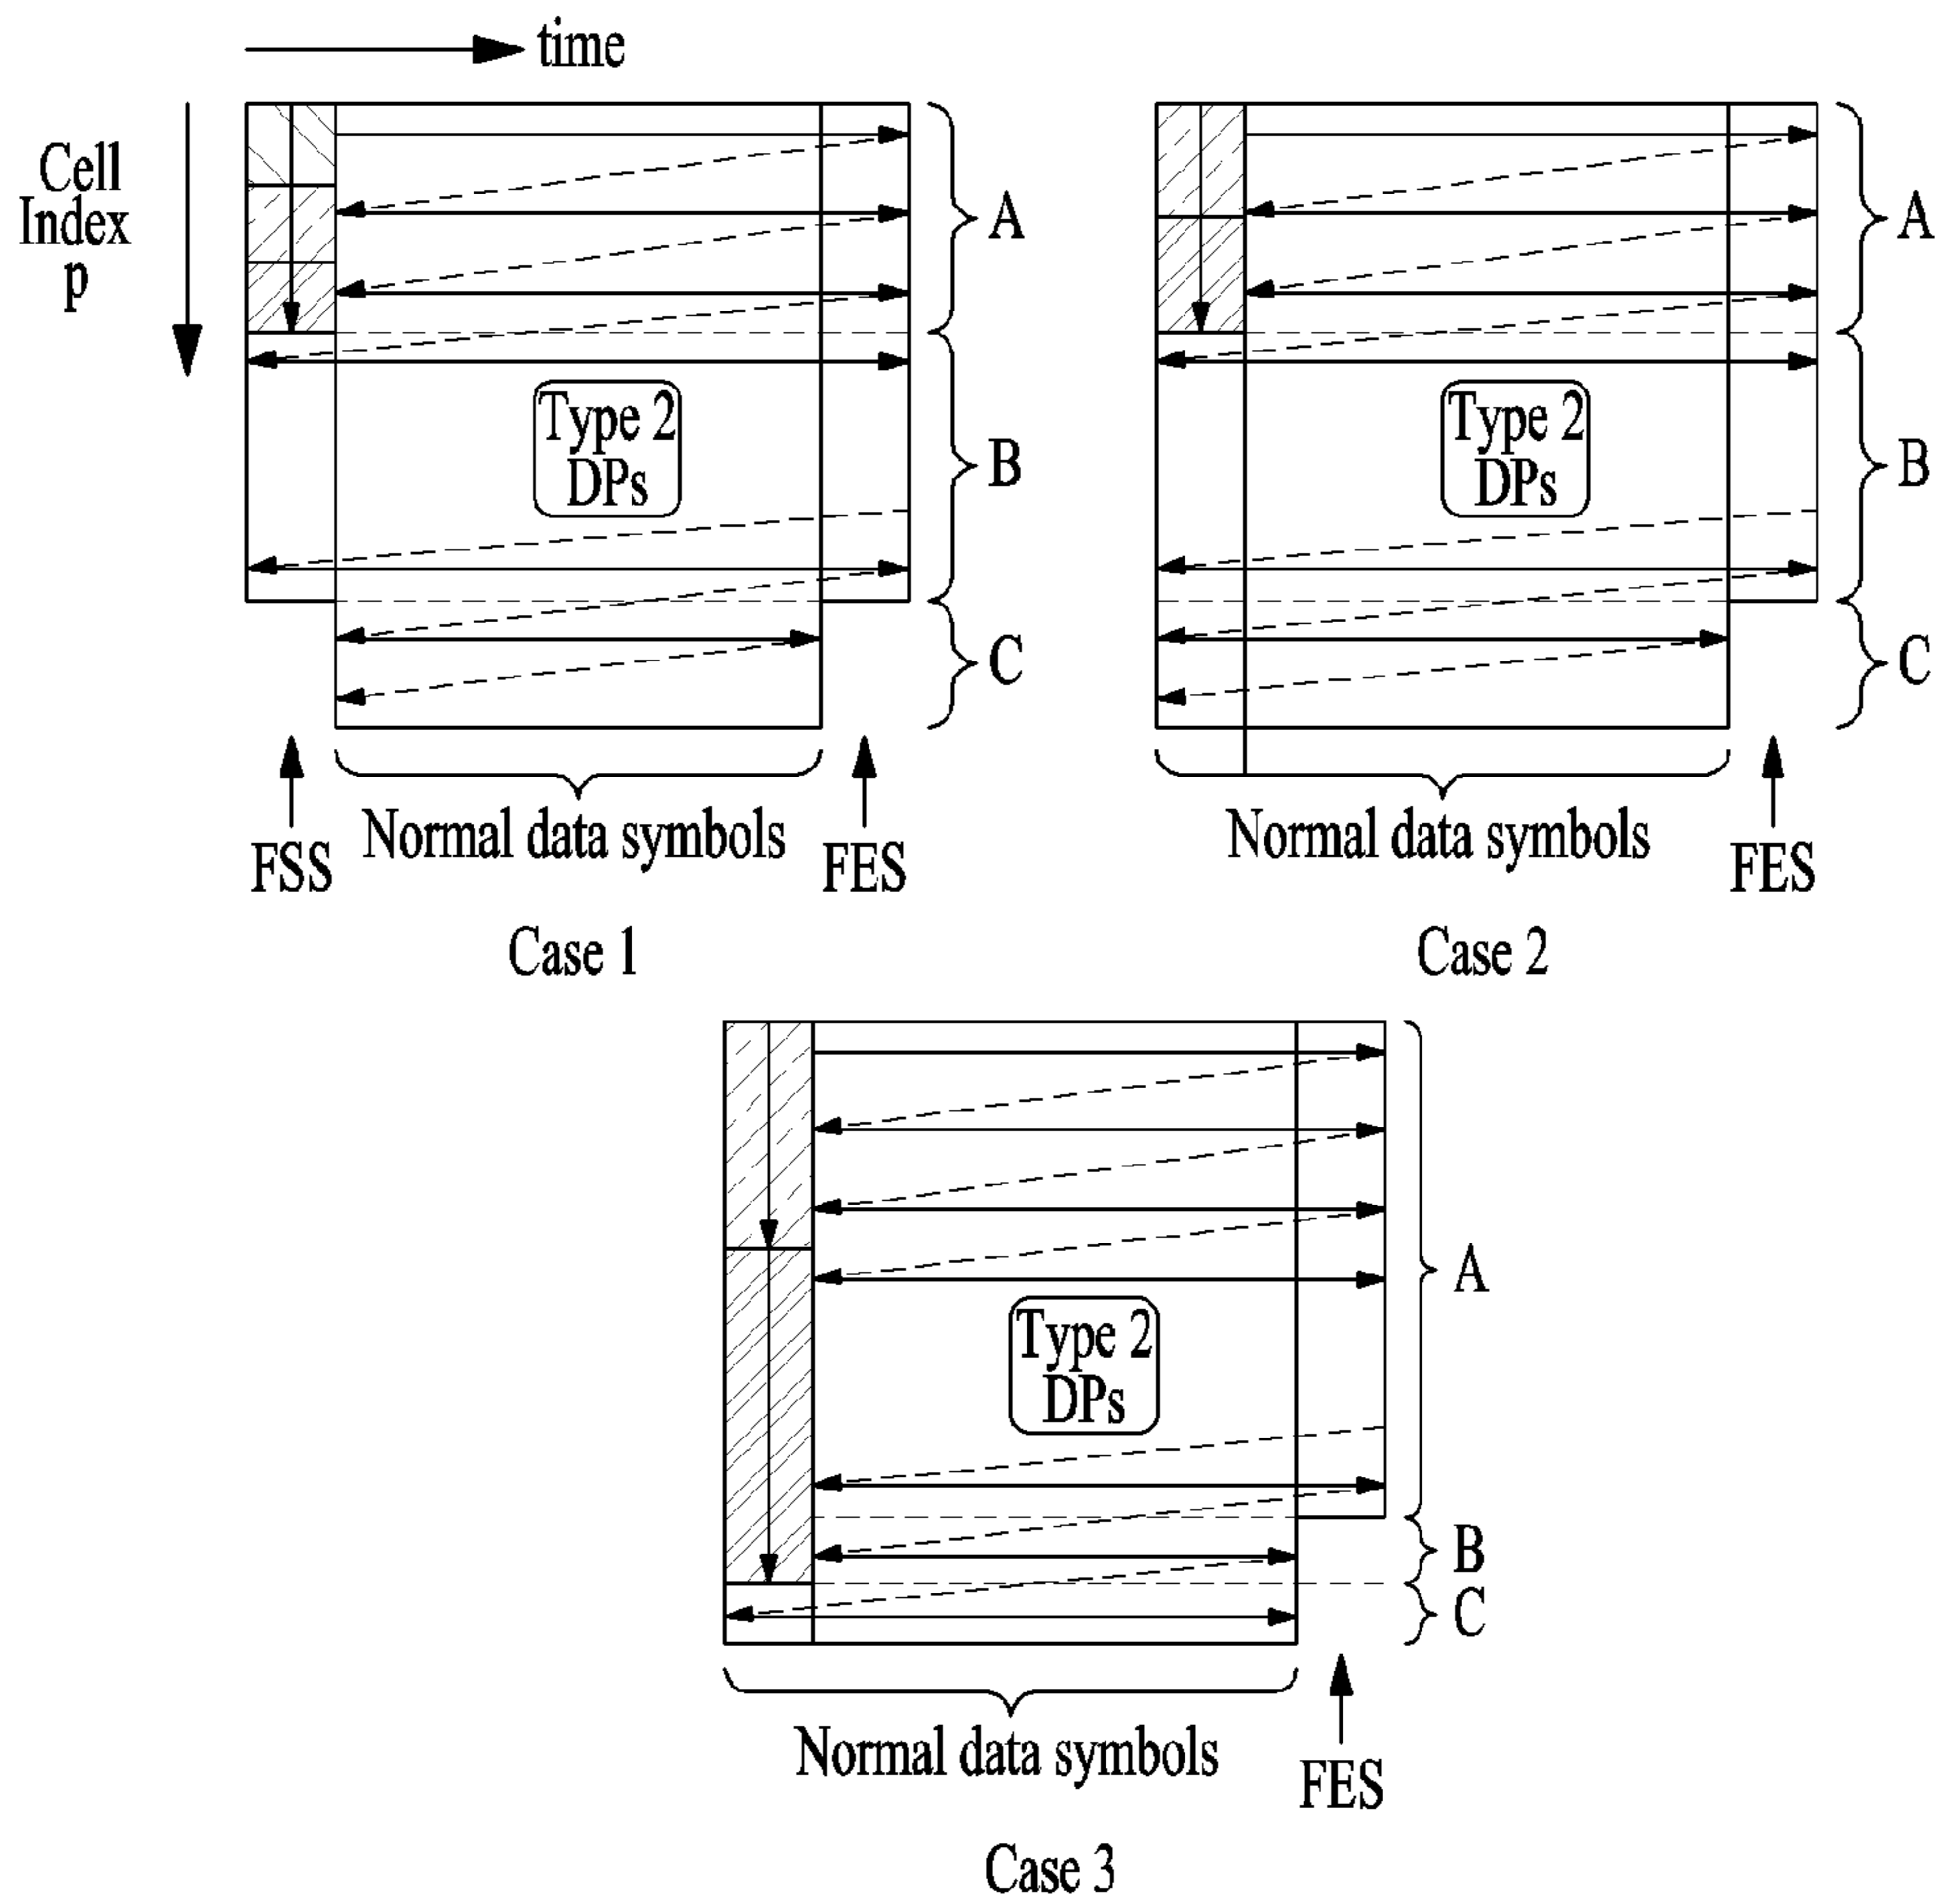 time
Cell
Index
p
A
B
C
Type 2
DPs
Normal data symbols
FSS
FES
Case 1
A
B
C
Type 2
DPs
Normal data symbols
FES
Case 2
A
B
C
Type 2
DPs
Normal data symbols
FES
Case 3